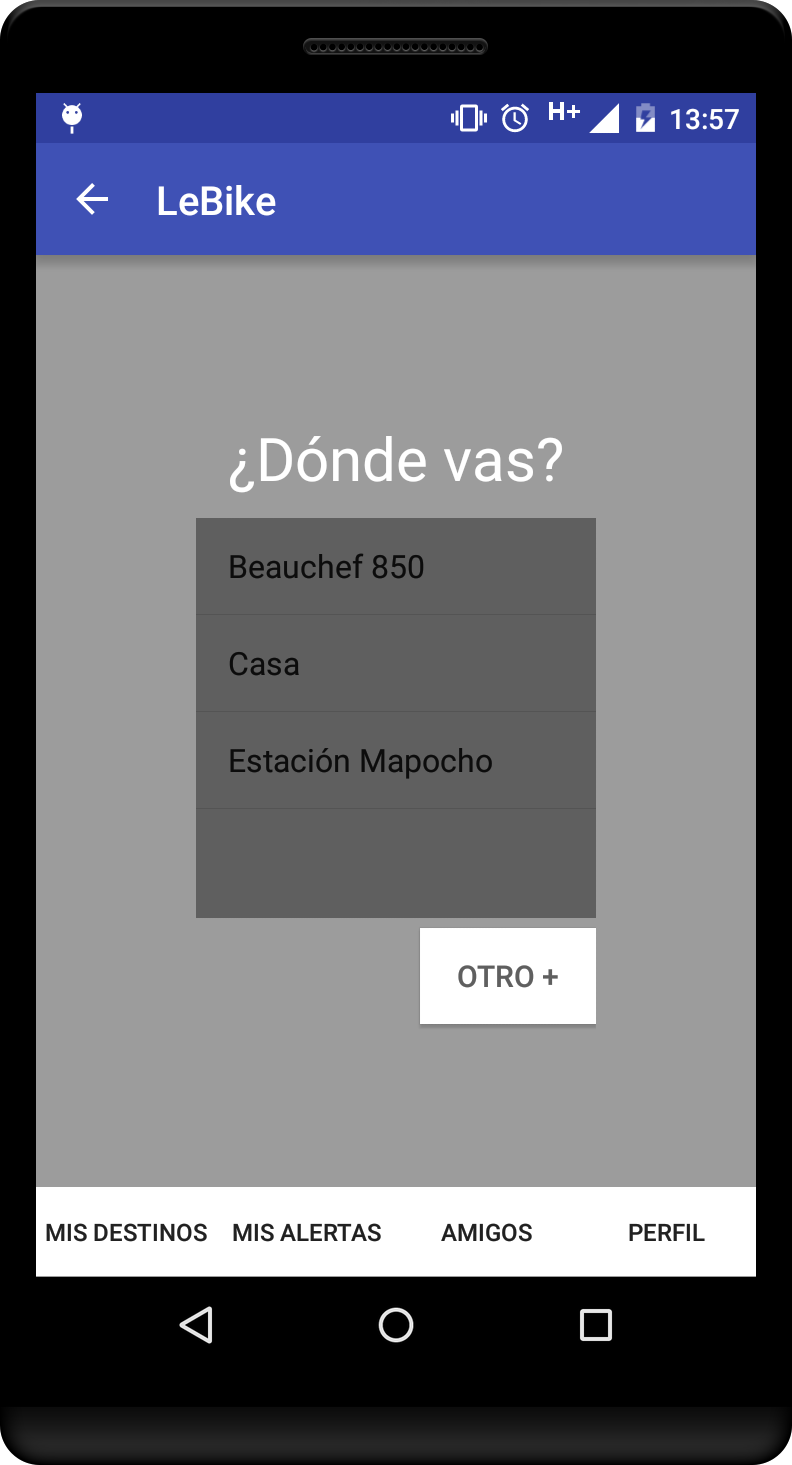 H+ 13:57
LeBike
¿Dónde vas?
Beauchef 850
Casa
Estación Mapocho
OTRO +
MIS DESTINOS MIS ALERTAS AMIGOS PERFIL